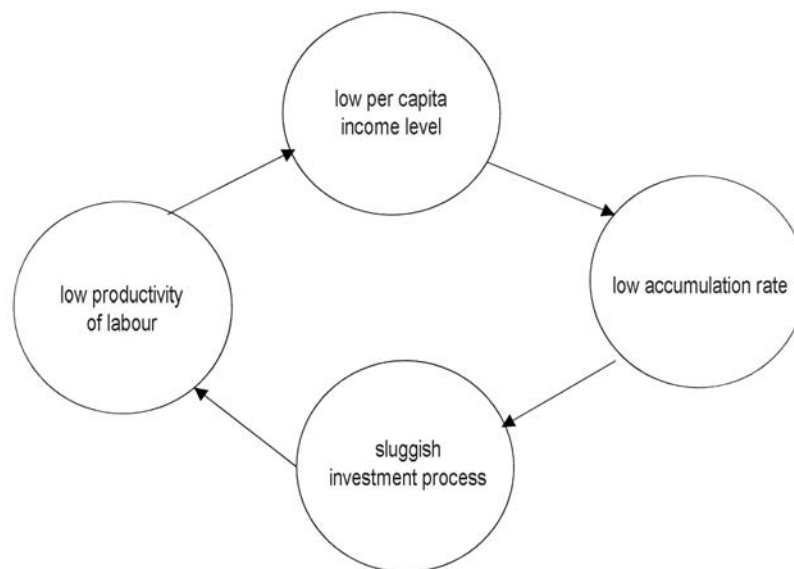 low per capita
income level
low accumulation rate
sluggish
investment process
low productivity
of labour